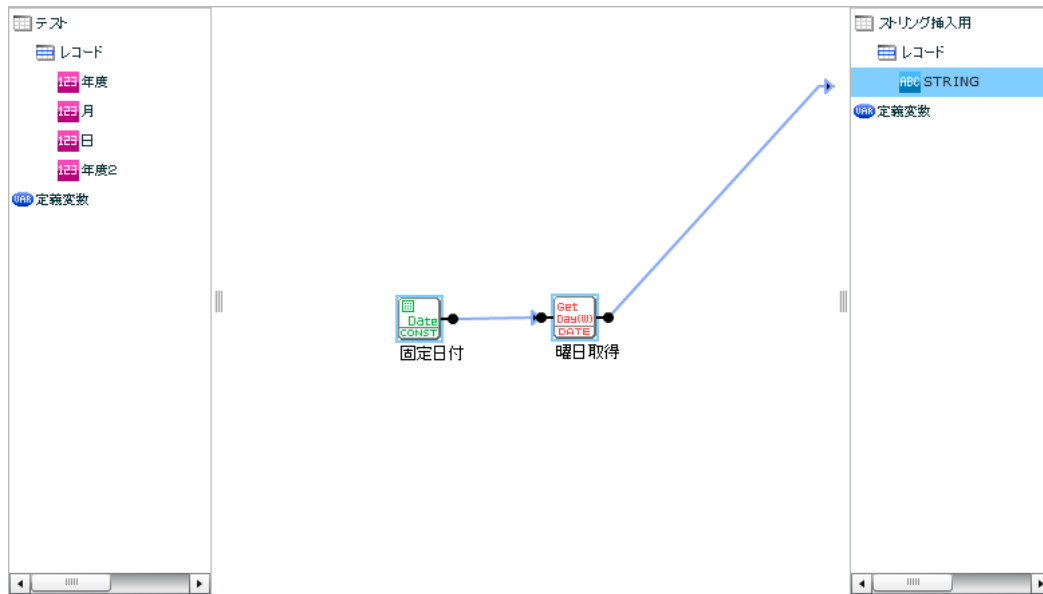 テスト
レコード
123 年度
123 月
123 日
123 年度2
VAR 定義変数
Date
CONST
固定日付
Get
Day(W)
DATE
曜日取得
ストリング挿入用
レコード
ABC STRING
VAR 定義変数